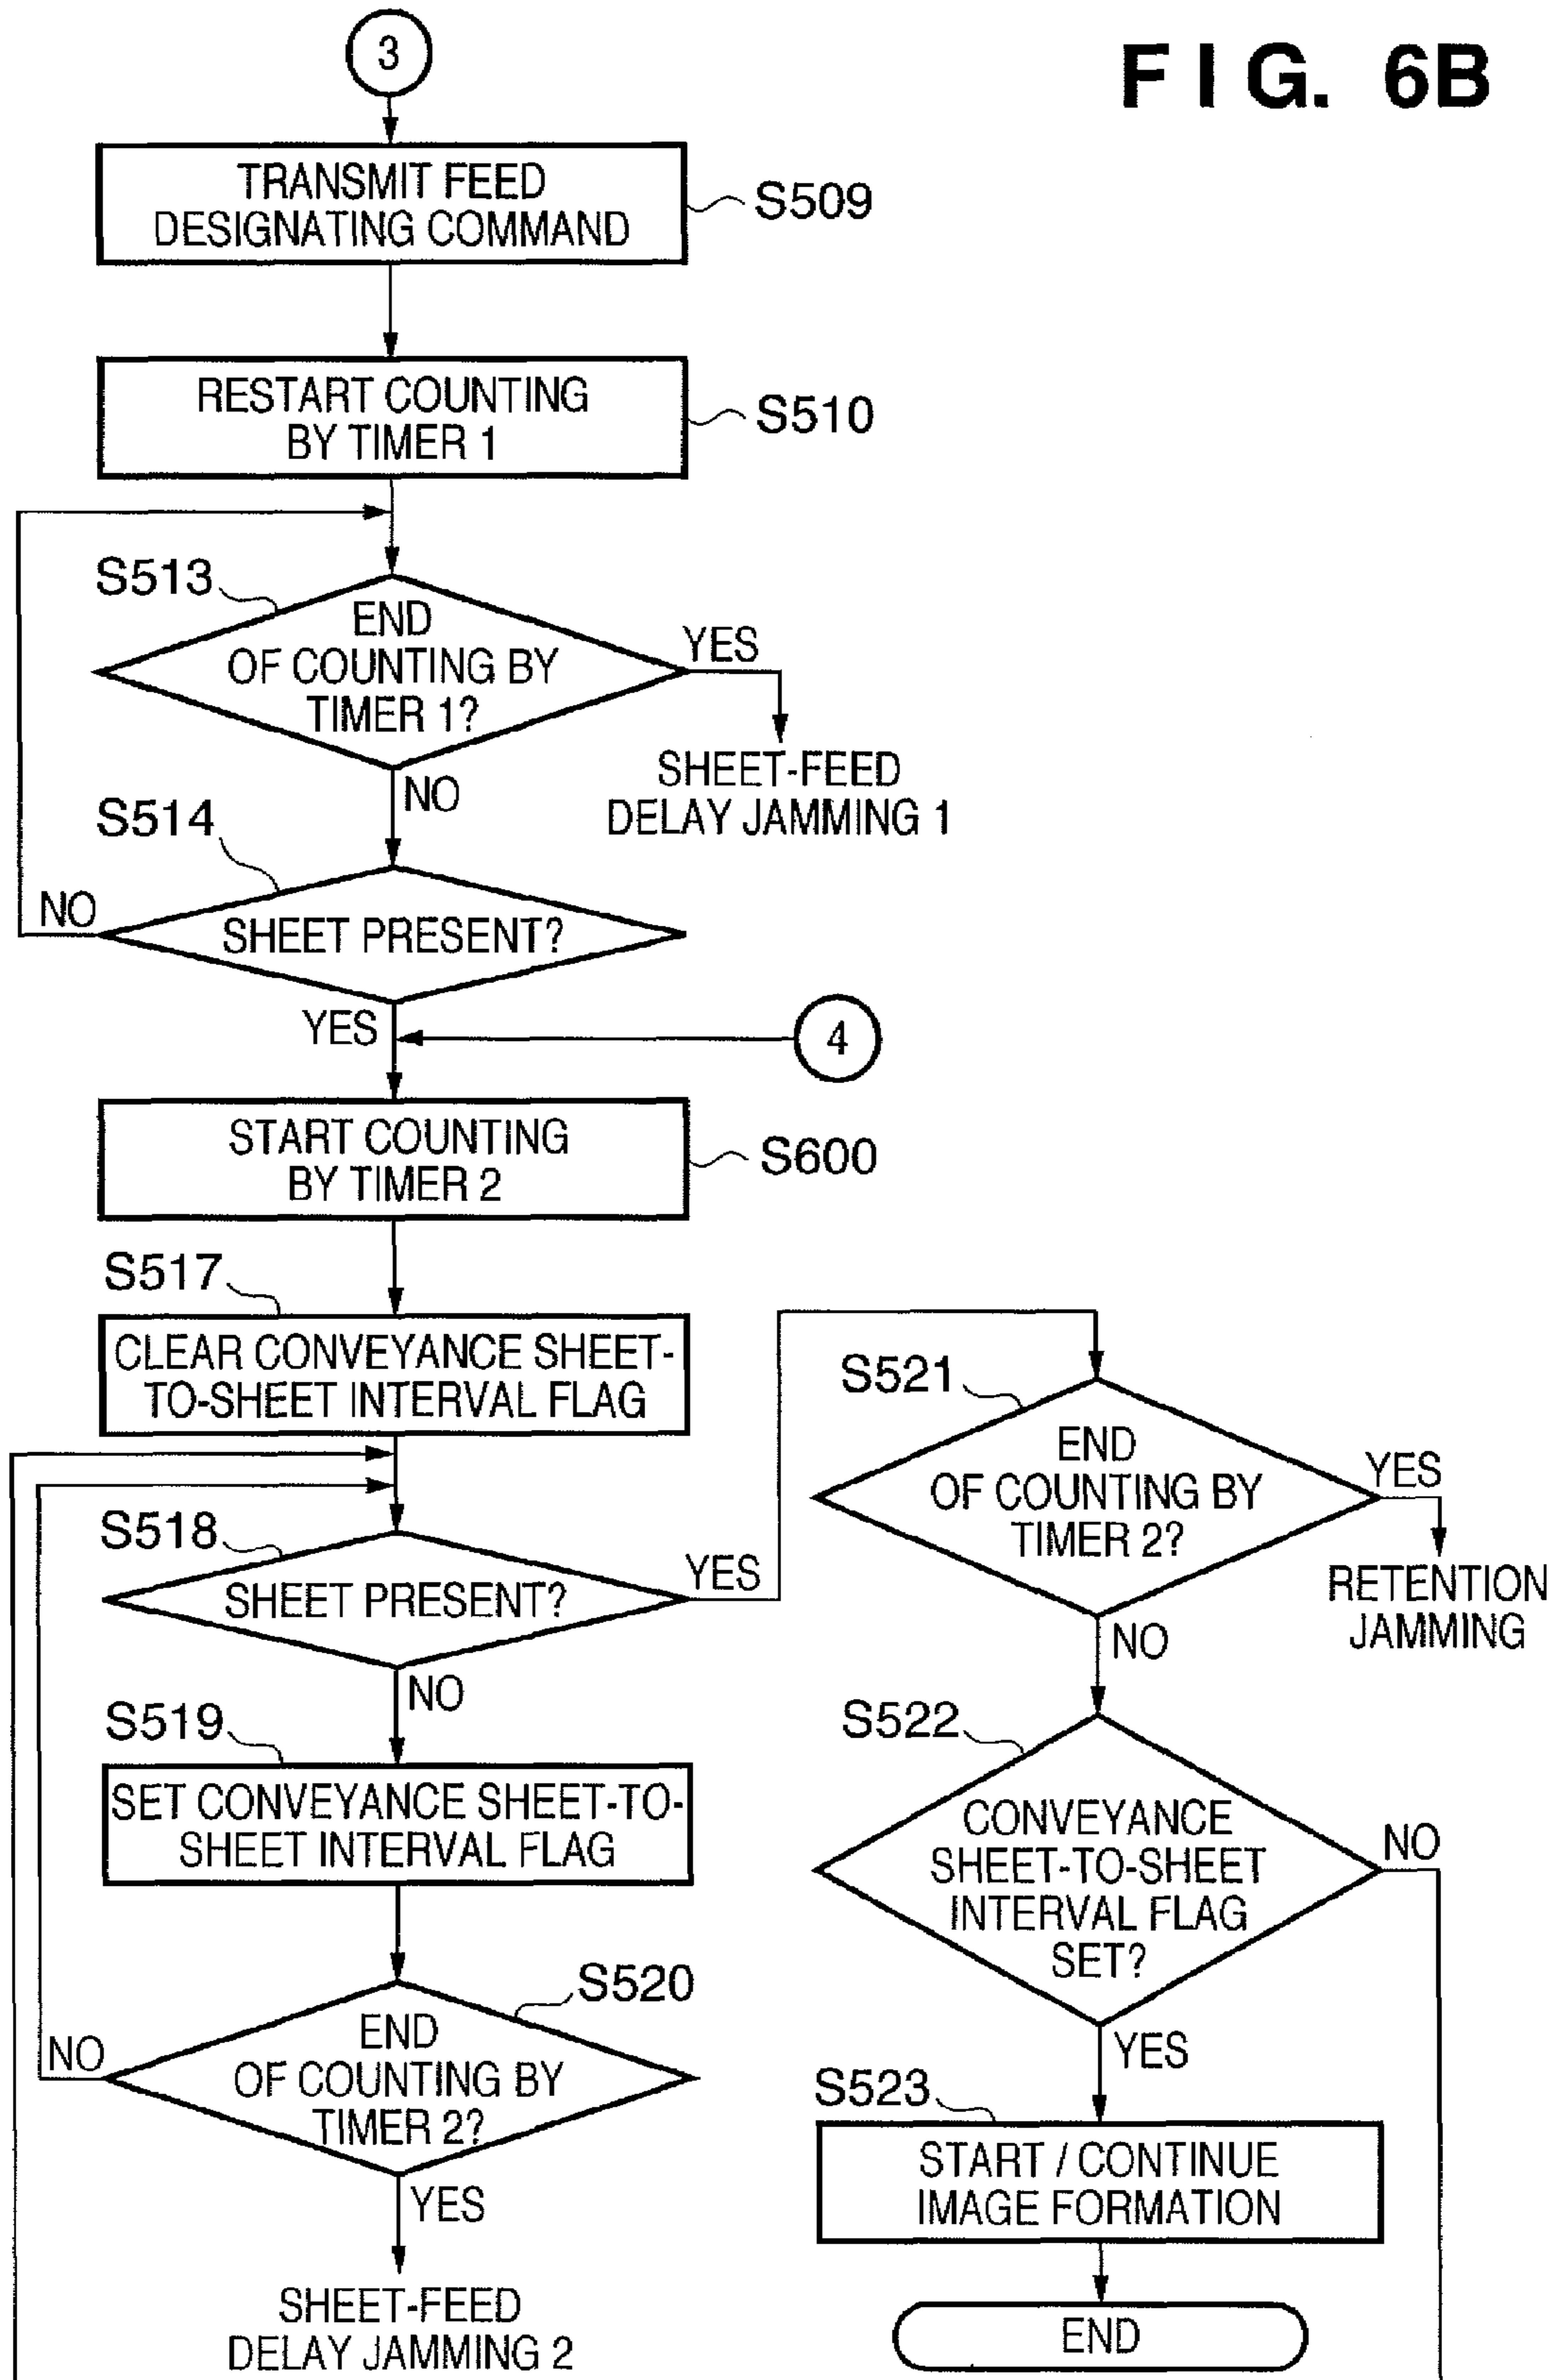 FIG. 6B
3
TRANSMIT FEED
DESIGNATING COMMAND
S509
RESTART COUNTING
BY TIMER 1
S510
S513
END
OF COUNTING BY
TIMER 1?
YES
SHEET-FEED
DELAY JAMMING 1
NO
S514
SHEET PRESENT?
NO
YES
4
START COUNTING
BY TIMER 2
S600
S517
CLEAR CONVEYANCE SHEET-
TO-SHEET INTERVAL FLAG
S518
SHEET PRESENT?
YES
NO
S519
SET CONVEYANCE SHEET-TO-
SHEET INTERVAL FLAG
S520
END
OF COUNTING BY
TIMER 2?
NO
YES
SHEET-FEED
DELAY JAMMING 2
S521
END
OF COUNTING BY
TIMER 2?
YES
RETENTION
JAMMING
NO
S522
CONVEYANCE
SHEET-TO-SHEET
INTERVAL FLAG
SET?
NO
YES
S523
START / CONTINUE
IMAGE FORMATION
END